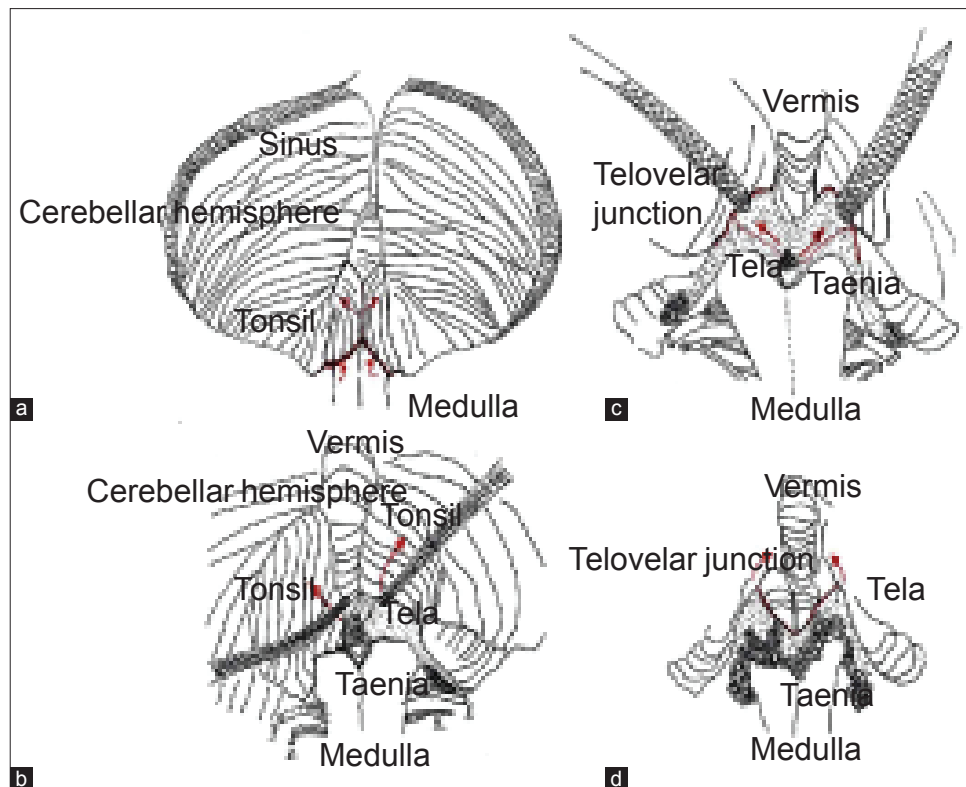 Sinus
Cerebellar hemisphere
Tonsil
Medulla
a
Vermis
Cerebellar hemisphere
Tonsil
Tonsil
Tela
Taenia
Medulla
b
Vermis
Telovelar
junction
Tela
Taenia
Medulla
c
Vermis
Telovelar junction
Tela
Taenia
Medulla
d